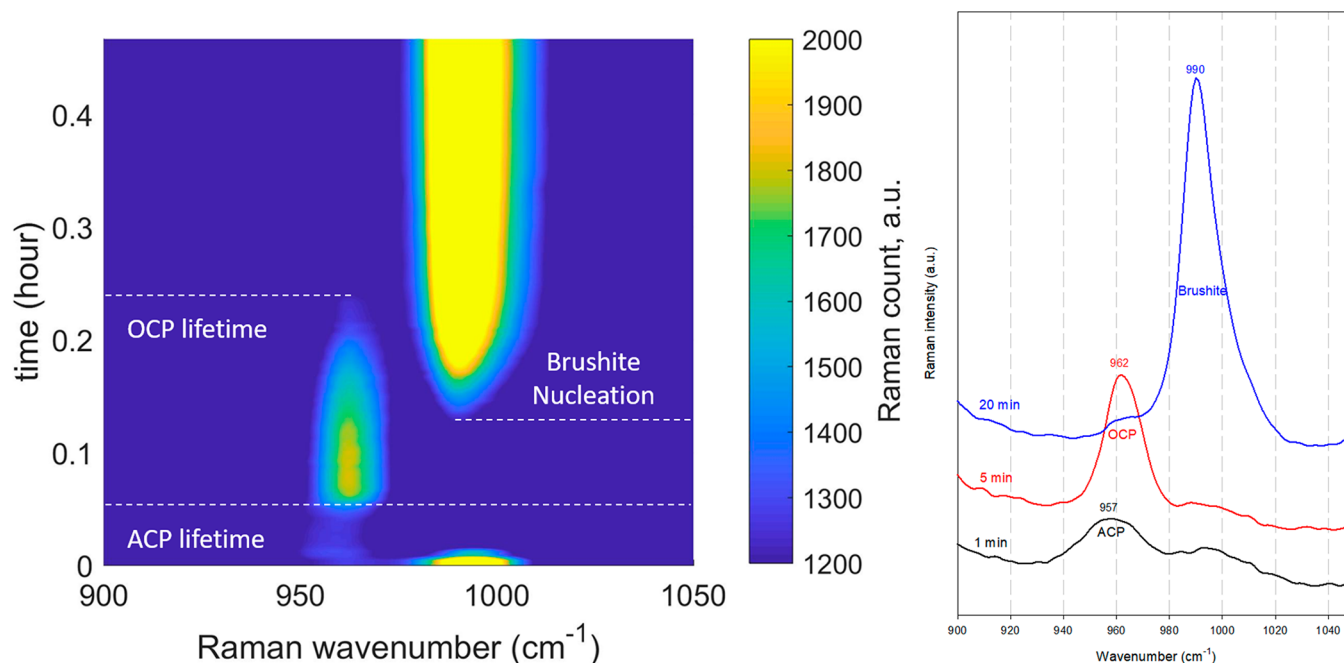 time (hour)
0.4
0.3
0.2
0.1
0
OCP lifetime
ACP lifetime
Brushite
Nucleation
900
950
1000
1050
Raman wavenumber (cm-1)
2000
1900
1800
1700
1600
1500
1400
1300
1200
Raman count, a.u.
Raman intensity (a.u.)
990
Brushite
20 min
962
OCP
5 min
957
ACP
1 min
900 920 940 960 980 1000 1020 1040
Wavenumber (cm-1)